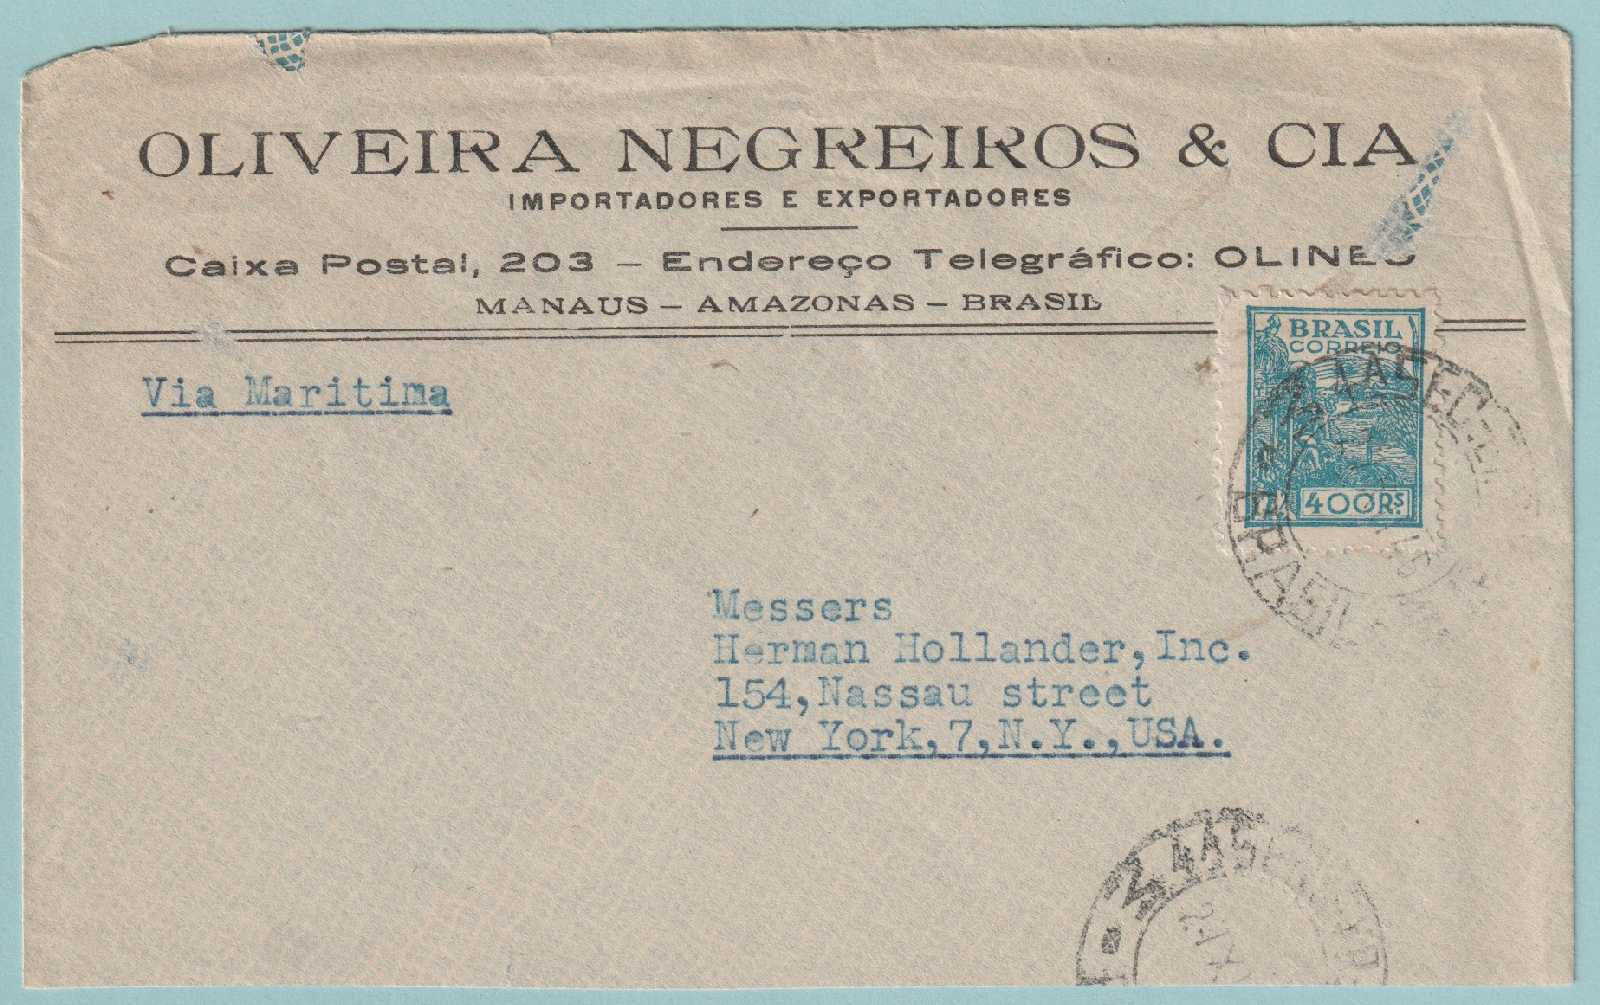 OLIVEIRA NEGREIROS & CIA
IMPORTADORES E EXPORTADORES
Caixa Postal, 203 — Endereço Telegráfico: OLINEG
MANAUS — AMAZONAS — BRASIL
Via Maritima
BRASIL
CORREIO
400 RS
BRASIL
Messers
Herman Hollander,Inc.
154,Nassau street
New York,7,N.Y.,USA.